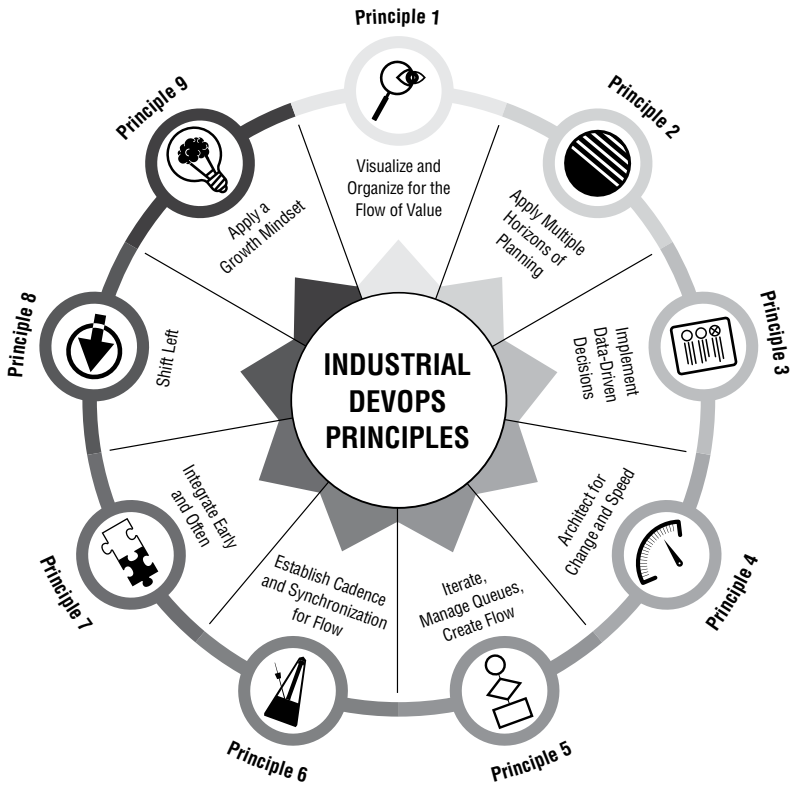 Principle 1
Visualize and
Organize for the
Flow of Value
Principle 2
Apply Multiple
Horizons of
Planning
Principle 3
Implement
Data-Driven
Decisions
Principle 4
Architect for
Change and Speed
Principle 5
Iterate,
Manage Queues,
Create Flow
Principle 6
Establish Cadence
and Synchronization
for Flow
Principle 7
Integrate Early
and Often
Principle 8
Shift Left
Principle 9
Apply a
Growth Mindset
INDUSTRIAL
DEVOPS
PRINCIPLES